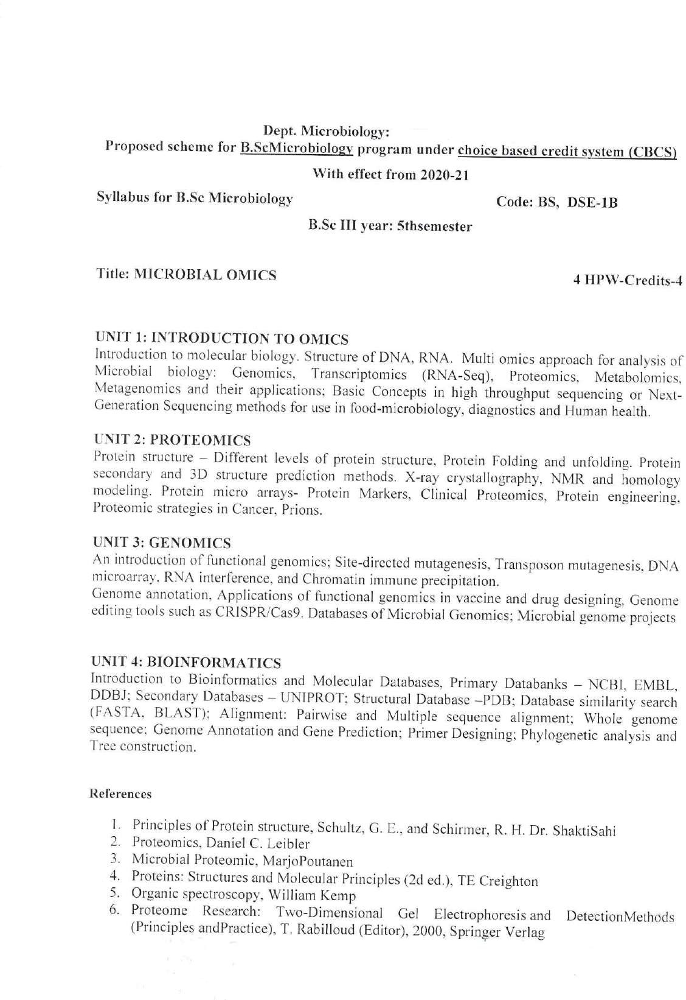 Dept. Microbiology:
Proposed scheme for B.ScMicrobiology program under choice based credit system (CBCS)
With effect from 2020-21
Syllabus for B.Sc Microbiology Code: BS, DSE-1B
B.Sc III year: 5thsemester
Title: MICROBIAL OMICS 4 HPW-Credits-4
UNIT 1: INTRODUCTION TO OMICS
Introduction to molecular biology. Structure of DNA, RNA. Multi omics approach for analysis of
Microbial biology: Genomics, Transcriptomics (RNA-Seq), Proteomics, Metabolomics,
Metagenomics and their applications; Basic Concepts in high throughput sequencing or Next-
Generation Sequencing methods for use in food-microbiology, diagnostics and Human health.
UNIT 2: PROTEOMICS
Protein structure – Different levels of protein structure, Protein Folding and unfolding. Protein
secondary and 3D structure prediction methods. X-ray crystallography, NMR and homology
modeling. Protein micro arrays- Protein Markers, Clinical Proteomics, Protein engineering,
Proteomic strategies in Cancer, Prions.
UNIT 3: GENOMICS
An introduction of functional genomics; Site-directed mutagenesis, Transposon mutagenesis, DNA
microarray, RNA interference, and Chromatin immune precipitation.
Genome annotation, Applications of functional genomics in vaccine and drug designing, Genome
editing tools such as CRISPR/Cas9. Databases of Microbial Genomics; Microbial genome projects
UNIT 4: BIOINFORMATICS
Introduction to Bioinformatics and Molecular Databases, Primary Databanks – NCBI, EMBL,
DDBJ; Secondary Databases – UNIPROT; Structural Database –PDB; Database similarity search
(FASTA, BLAST); Alignment: Pairwise and Multiple sequence alignment; Whole genome
sequence; Genome Annotation and Gene Prediction; Primer Designing; Phylogenetic analysis and
Tree construction.
References
1. Principles of Protein structure, Schultz, G. E., and Schirmer, R. H. Dr. ShaktiSahi
2. Proteomics, Daniel C. Leibler
3. Microbial Proteomic, MarjoPoutanen
4. Proteins: Structures and Molecular Principles (2d ed.), TE Creighton
5. Organic spectroscopy, William Kemp
6. Proteome Research: Two-Dimensional Gel Electrophoresis and DetectionMethods
(Principles andPractice), T. Rabilloud (Editor), 2000, Springer Verlag